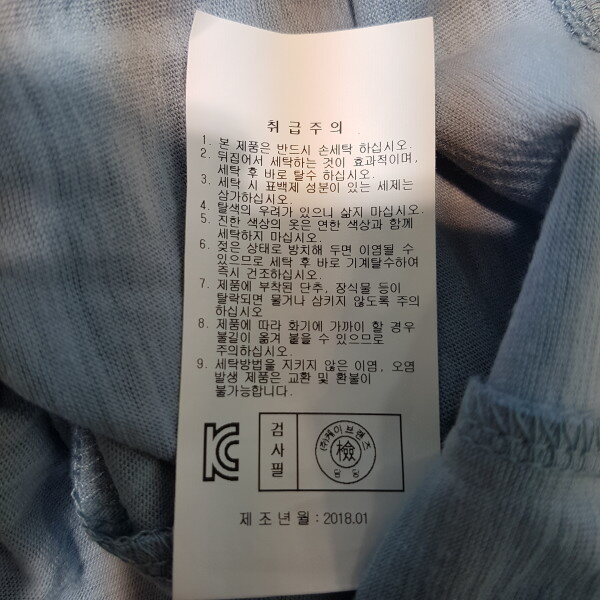 취급주의
1. 본 제품은 반드시 손세탁 하십시오.
2. 뒤집어서 세탁하는 것이 효과적이며,
세탁 후 바로 탈수 하십시오.
3. 세탁 시 표백제 성분이 있는 세제는
삼가하십시오.
4. 탈색의 우려가 있으니 삶지 마십시오.
5. 진한 색상의 옷은 연한 색상과 함께
세탁하지 마십시오.
6. 젖은 상태로 방치해 두면 이염될 수
있으므로 세탁 후 바로 기계탈수하여
즉시 건조하십시오.
7. 제품에 부착된 단추, 장식물 등이
탈락되면 물거나 삼키지 않도록 주의
하십시오
8. 제품에 따라 화기에 가까이 할 경우
불길이 옮겨 붙을 수 있으므로
주의하십시오.
9. 세탁방법을 지키지 않은 이염, 오염
발생 제품은 교환 및 환불이
불가능합니다.
KC
검사필
(주)케이브랜즈
檢
제조년월 : 2018.01